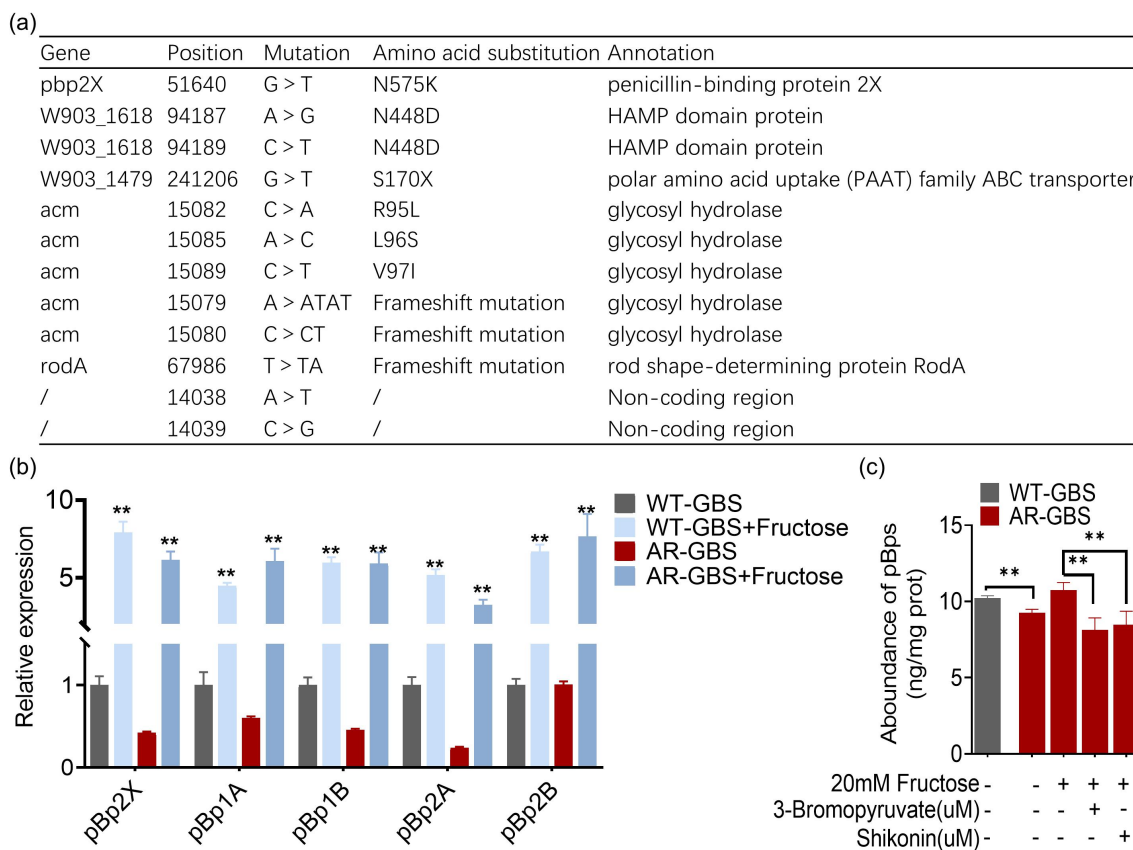 (a)
Gene Position Mutation Amino acid substitution Annotation
pbp2X 51640 G > T N575K penicillin-binding protein 2X
W903_1618 94187 A > G N448D HAMP domain protein
W903_1618 94189 C > T N448D HAMP domain protein
W903_1479 241206 G > T S170X polar amino acid uptake (PAAT) family ABC transporter
acm 15082 C > A R95L glycosyl hydrolase
acm 15085 A > C L96S glycosyl hydrolase
acm 15089 C > T V97I glycosyl hydrolase
acm 15079 A > ATAT Frameshift mutation glycosyl hydrolase
acm 15080 C > CT Frameshift mutation glycosyl hydrolase
rodA 67986 T > TA Frameshift mutation rod shape-determining protein RodA
/ 14038 A > T / Non-coding region
/ 14039 C > G / Non-coding region
(b)
Relative expression
10
5
1
0
** ** ** ** ** ** ** ** ** **
pBp2X pBp1A pBp1B pBp2A pBp2B
WT-GBS
WT-GBS+Fructose
AR-GBS
AR-GBS+Fructose
(c)
WT-GBS
AR-GBS
Aboundance of pBps
(ng/mg prot)
15
10
5
0
** ** **
20mM Fructose - - + + +
3-Bromopyruvate(uM) - - - + -
Shikonin(uM) - - - - +